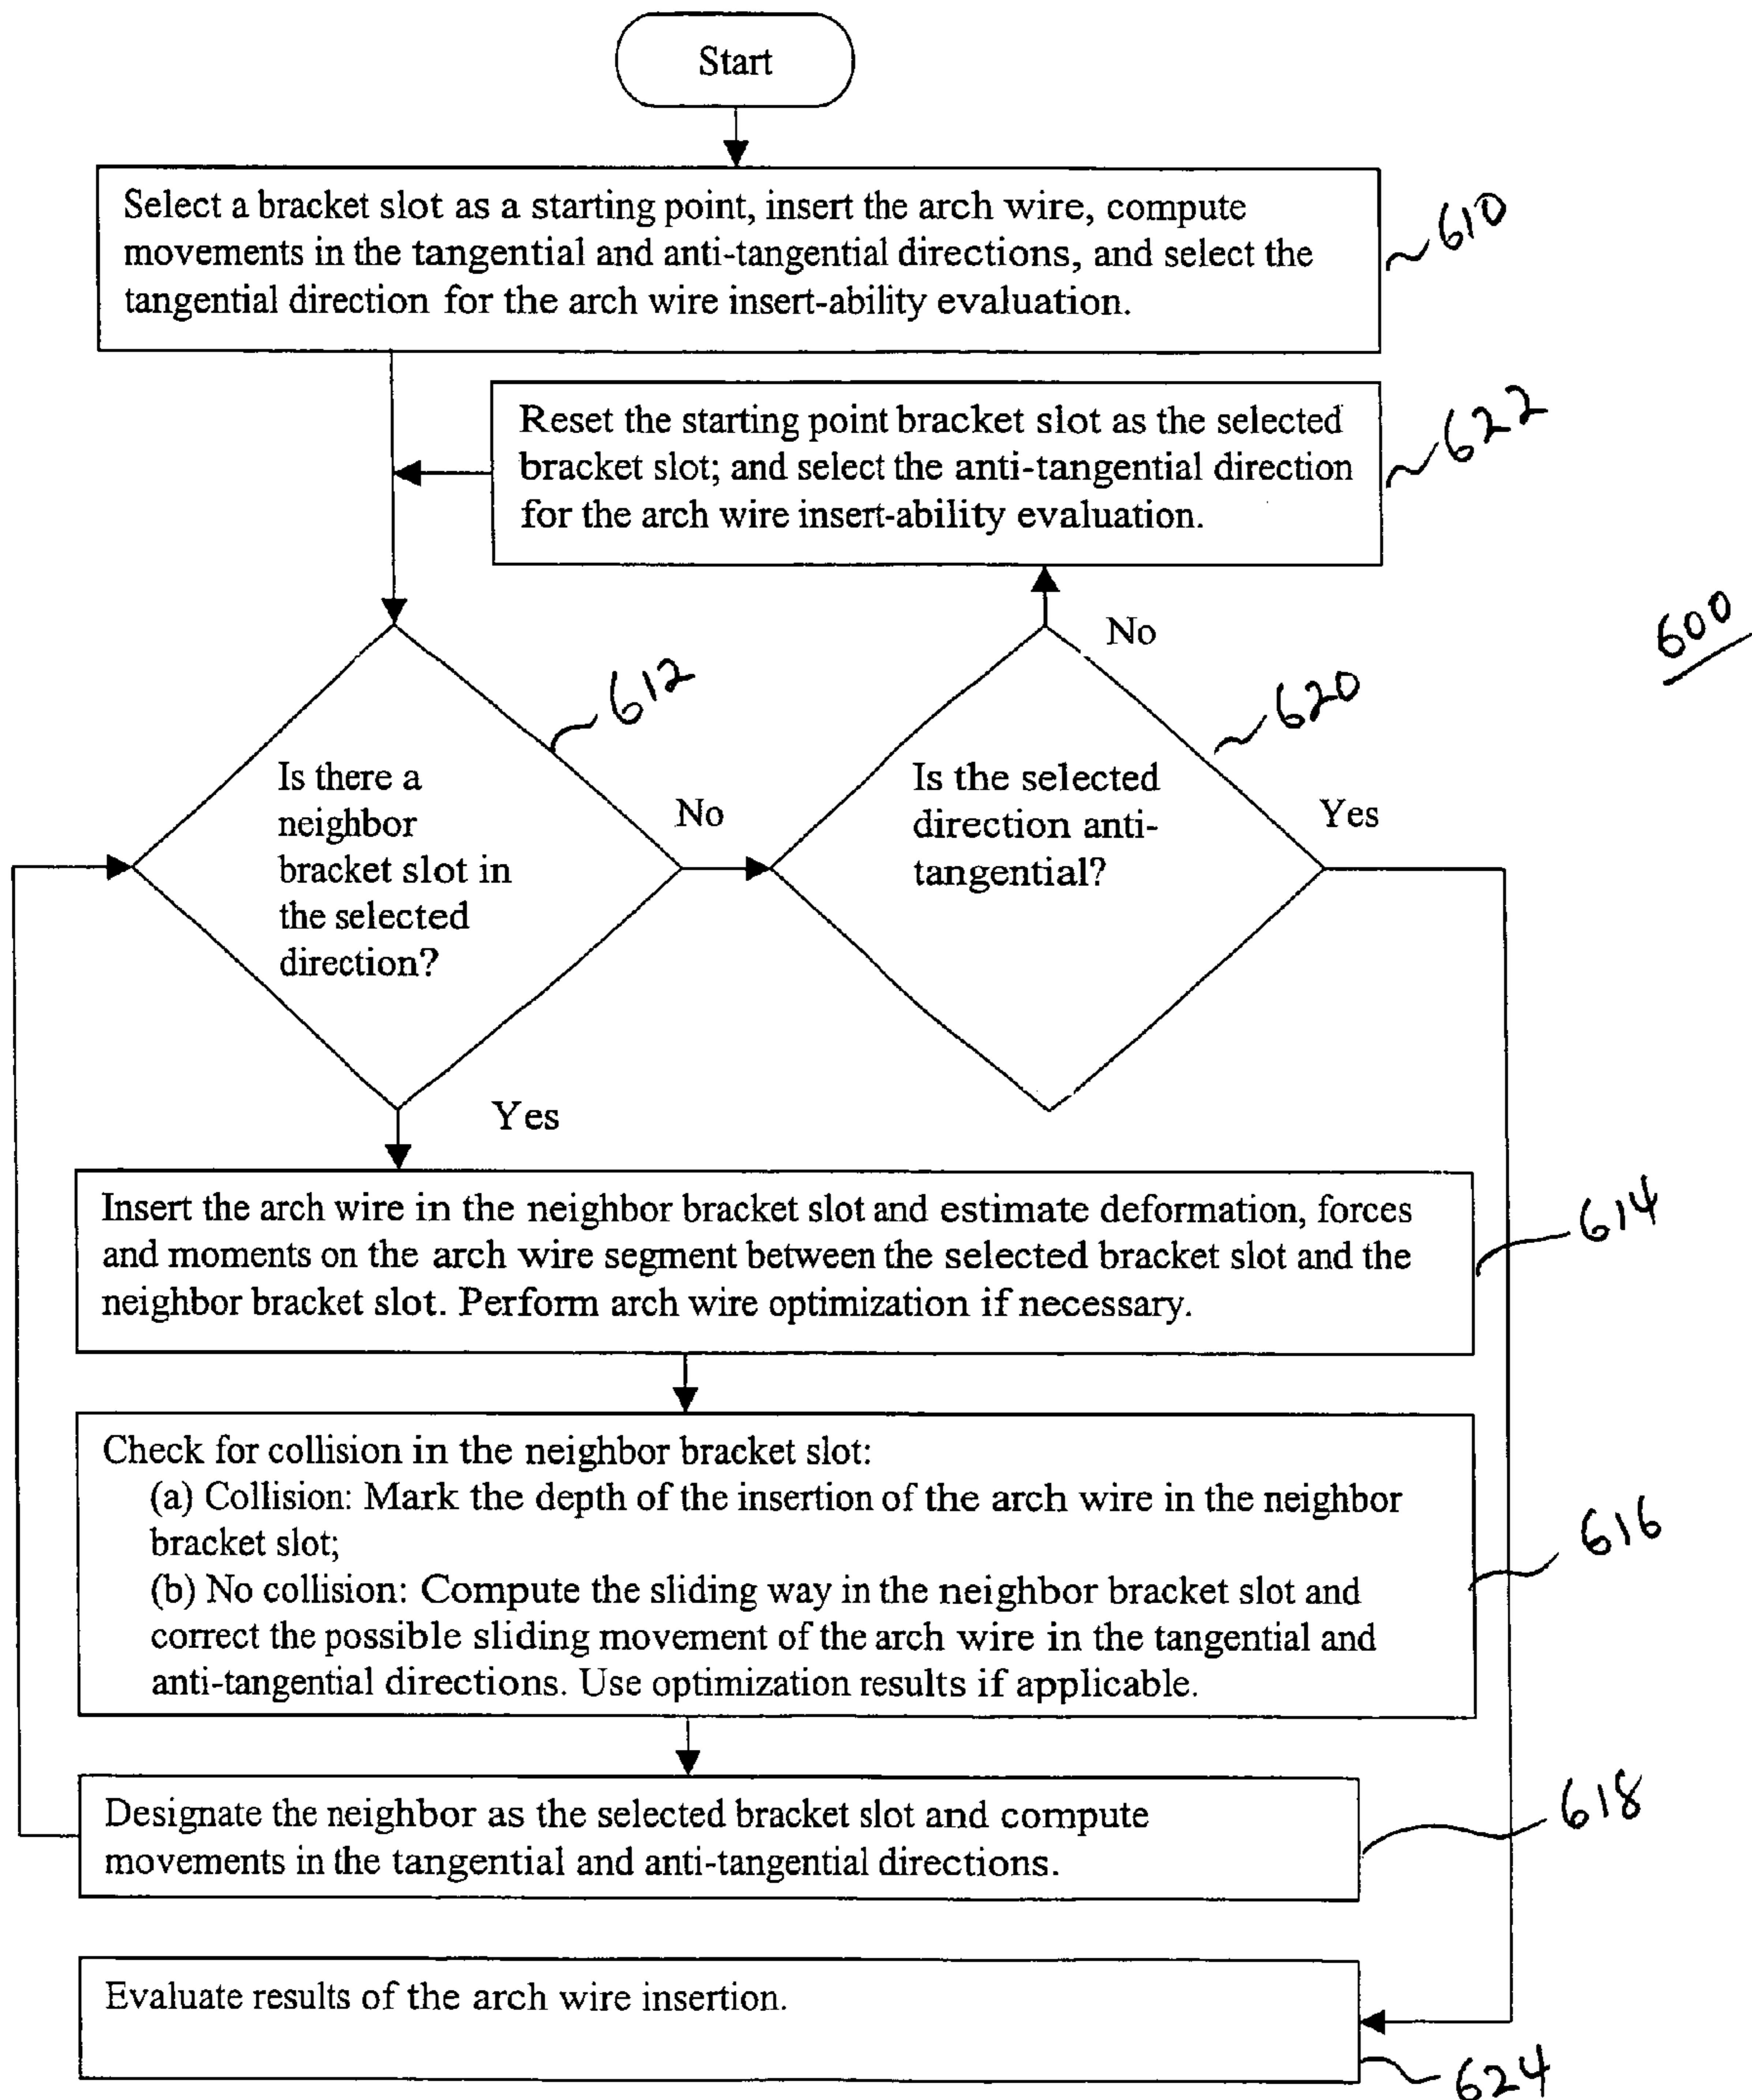 Start
Select a bracket slot as a starting point, insert the arch wire, compute
movements in the tangential and anti-tangential directions, and select the
tangential direction for the arch wire insert-ability evaluation.
610
Reset the starting point bracket slot as the selected
bracket slot; and select the anti-tangential direction
for the arch wire insert-ability evaluation.
622
600
No
612
620
Is there a
neighbor
bracket slot in
the selected
direction?
No
Is the selected
direction anti-
tangential?
Yes
Yes
Insert the arch wire in the neighbor bracket slot and estimate deformation, forces
and moments on the arch wire segment between the selected bracket slot and the
neighbor bracket slot. Perform arch wire optimization if necessary.
614
Check for collision in the neighbor bracket slot:
(a) Collision: Mark the depth of the insertion of the arch wire in the neighbor
bracket slot;
(b) No collision: Compute the sliding way in the neighbor bracket slot and
correct the possible sliding movement of the arch wire in the tangential and
anti-tangential directions. Use optimization results if applicable.
616
Designate the neighbor as the selected bracket slot and compute
movements in the tangential and anti-tangential directions.
618
Evaluate results of the arch wire insertion.
624